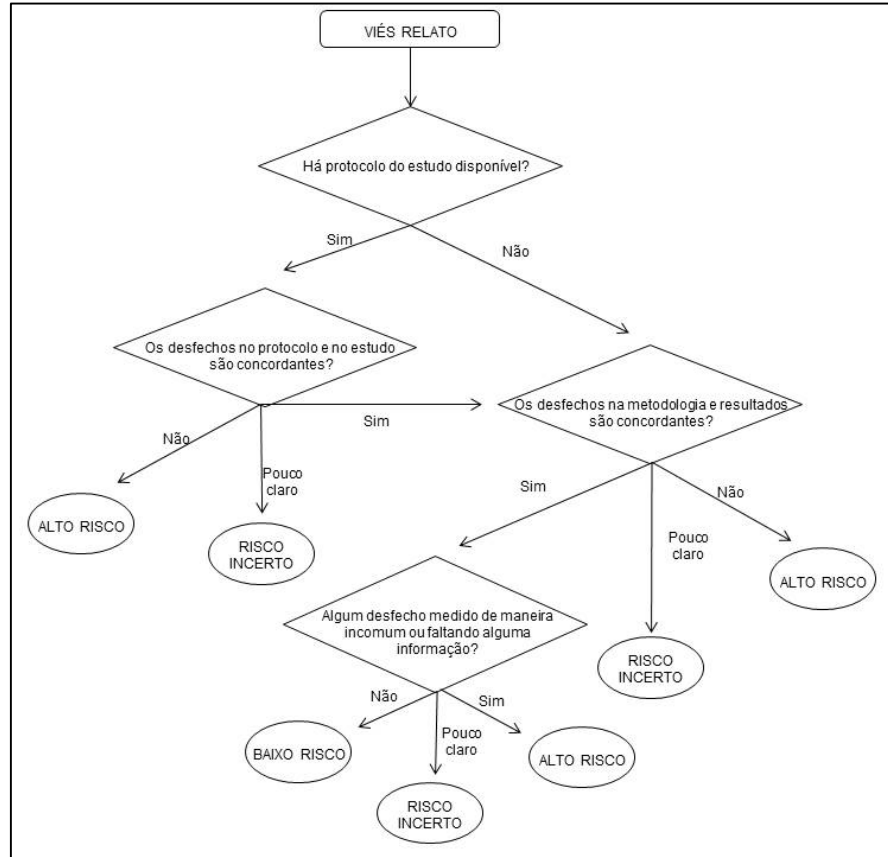 VIÉS RELATO
Há protocolo do estudo disponível?
Sim
Não
Os desfechos no protocolo e no estudo
são concordantes?
Os desfechos na metodologia e resultados
são concordantes?
Não
Pouco
claro
Sim
ALTO RISCO
RISCO
INCERTO
Sim
Pouco
claro
Não
ALTO RISCO
Algum desfecho medido de maneira
incomum ou faltando alguma
informação?
RISCO
INCERTO
Não
Pouco
claro
Sim
BAIXO RISCO
ALTO RISCO
RISCO
INCERTO